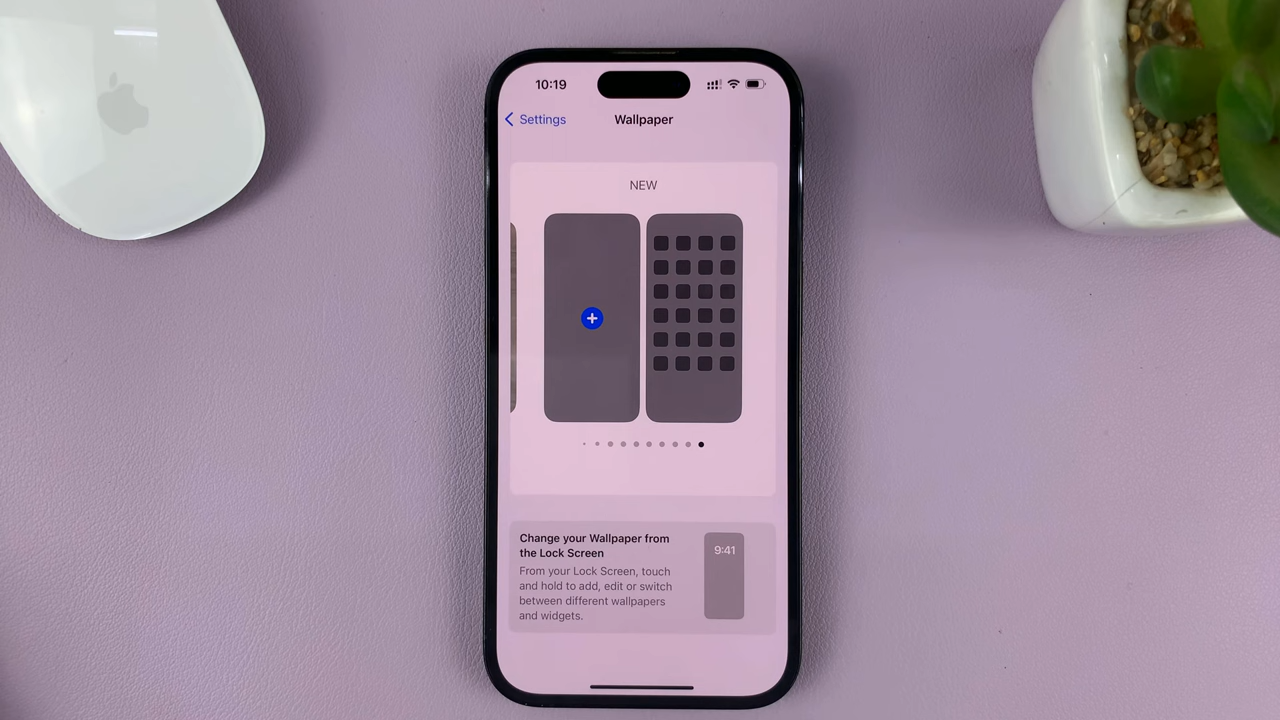 10:19
Settings
Wallpaper
NEW
Change your Wallpaper from
the Lock Screen
From your Lock Screen, touch
and hold to add, edit or switch
between different wallpapers
and widgets.
9:41